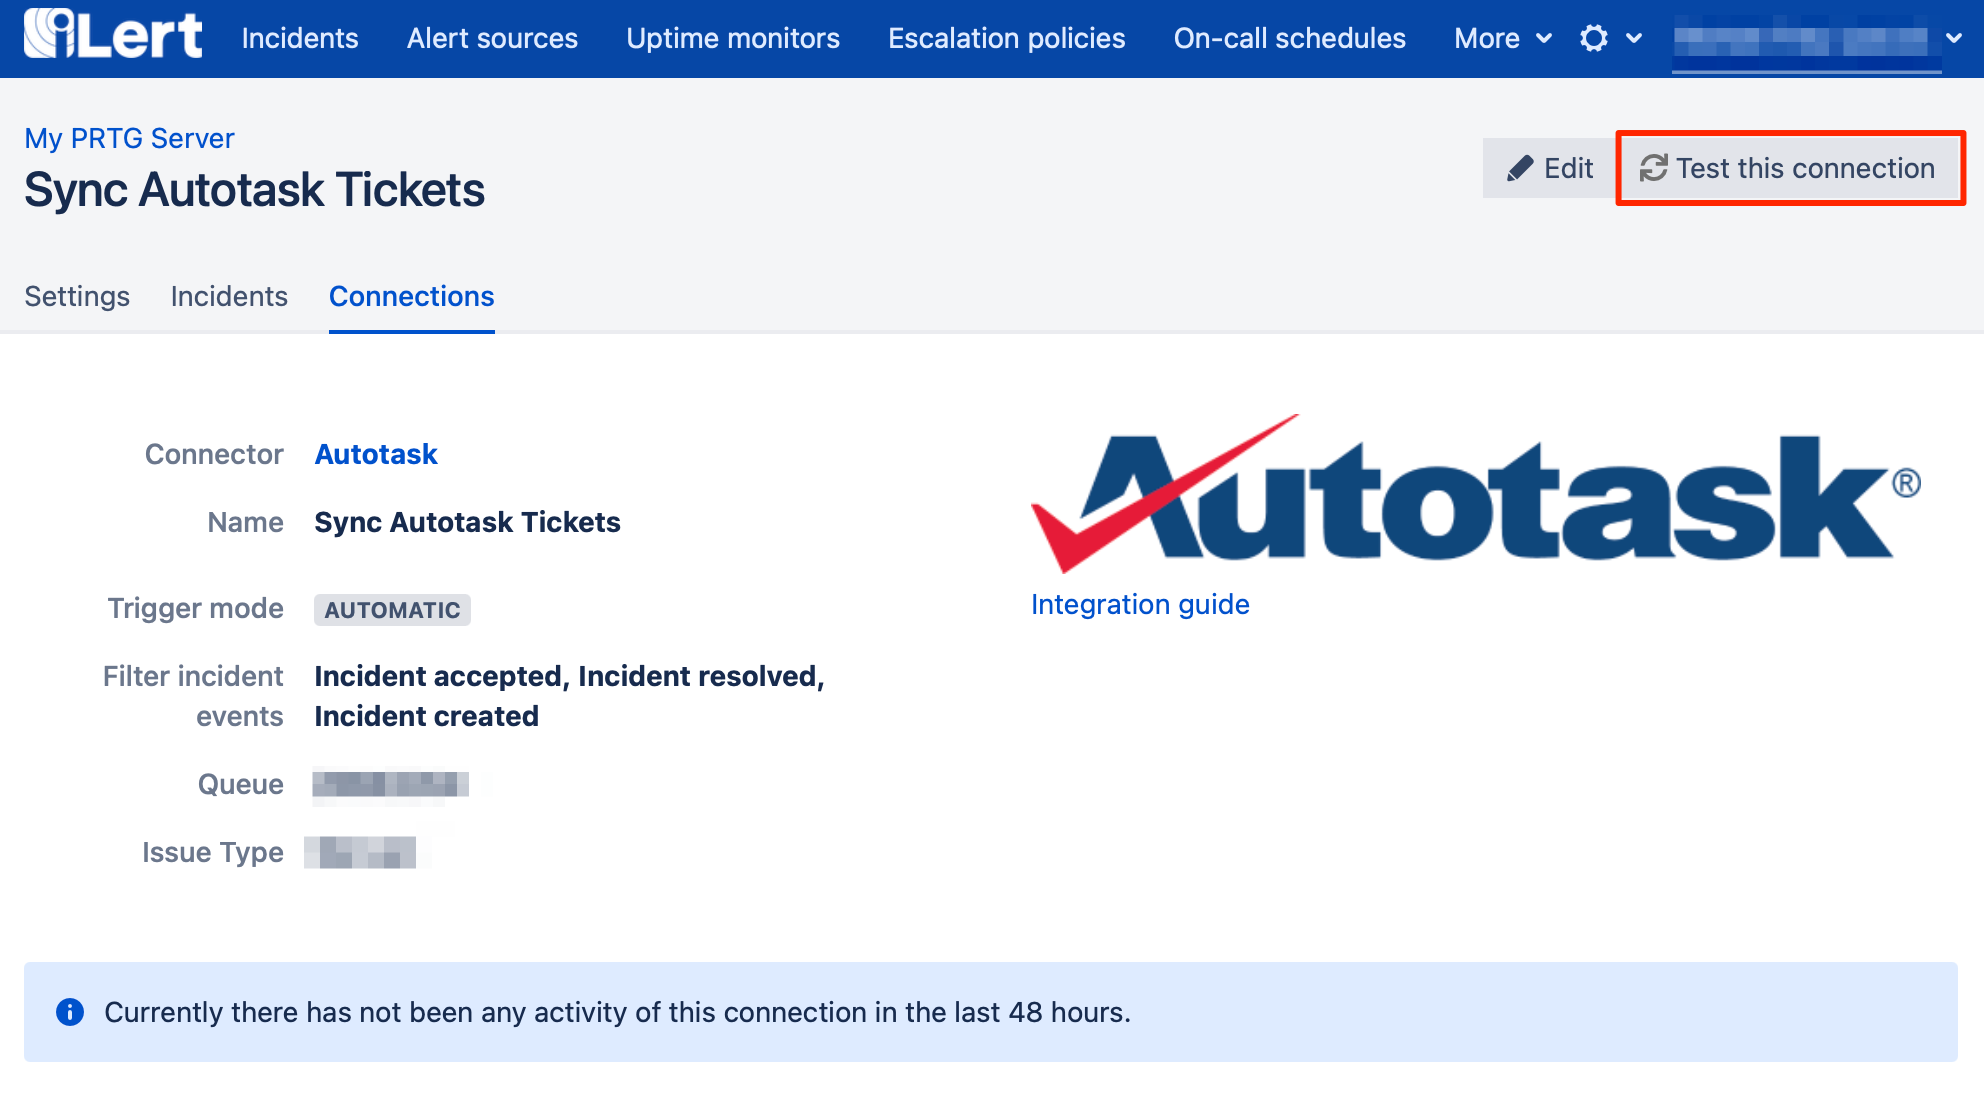 iLert Incidents Alert sources Uptime monitors Escalation policies On-call schedules More
My PRTG Server
Sync Autotask Tickets
Edit Test this connection
Settings Incidents Connections
Connector Autotask
Name Sync Autotask Tickets
Trigger mode AUTOMATIC
Filter incident events Incident accepted, Incident resolved,
Incident created
Queue
Issue Type
Autotask®
Integration guide
Currently there has not been any activity of this connection in the last 48 hours.